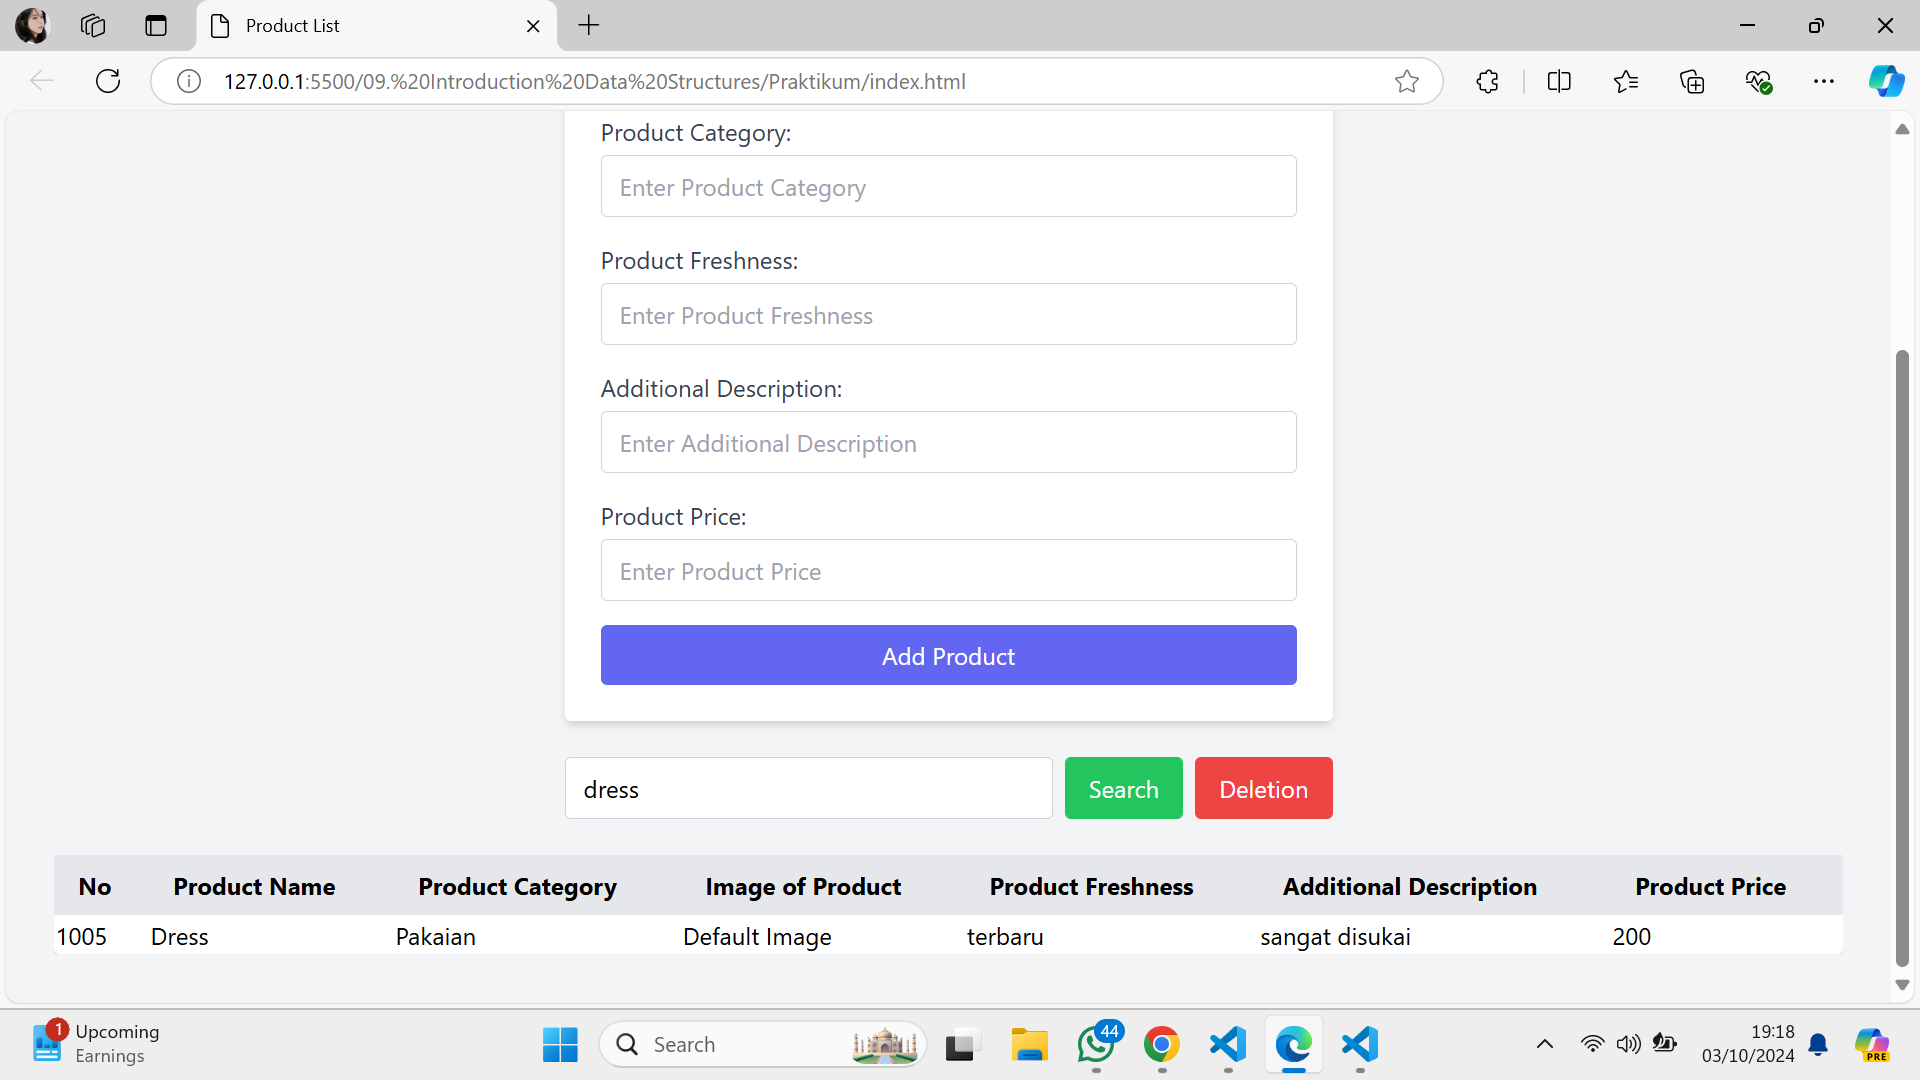 Product List
127.0.0.1:5500/09.%20Introduction%20Data%20Structures/Praktikum/index.html
Product Category:
Enter Product Category
Product Freshness:
Enter Product Freshness
Additional Description:
Enter Additional Description
Product Price:
Enter Product Price
Add Product
dress Search Deletion
No Product Name Product Category Image of Product Product Freshness Additional Description Product Price
1005 Dress Pakaian Default Image terbaru sangat disukai 200
1 Upcoming
Earnings
Search
44
19:18
03/10/2024
PRE